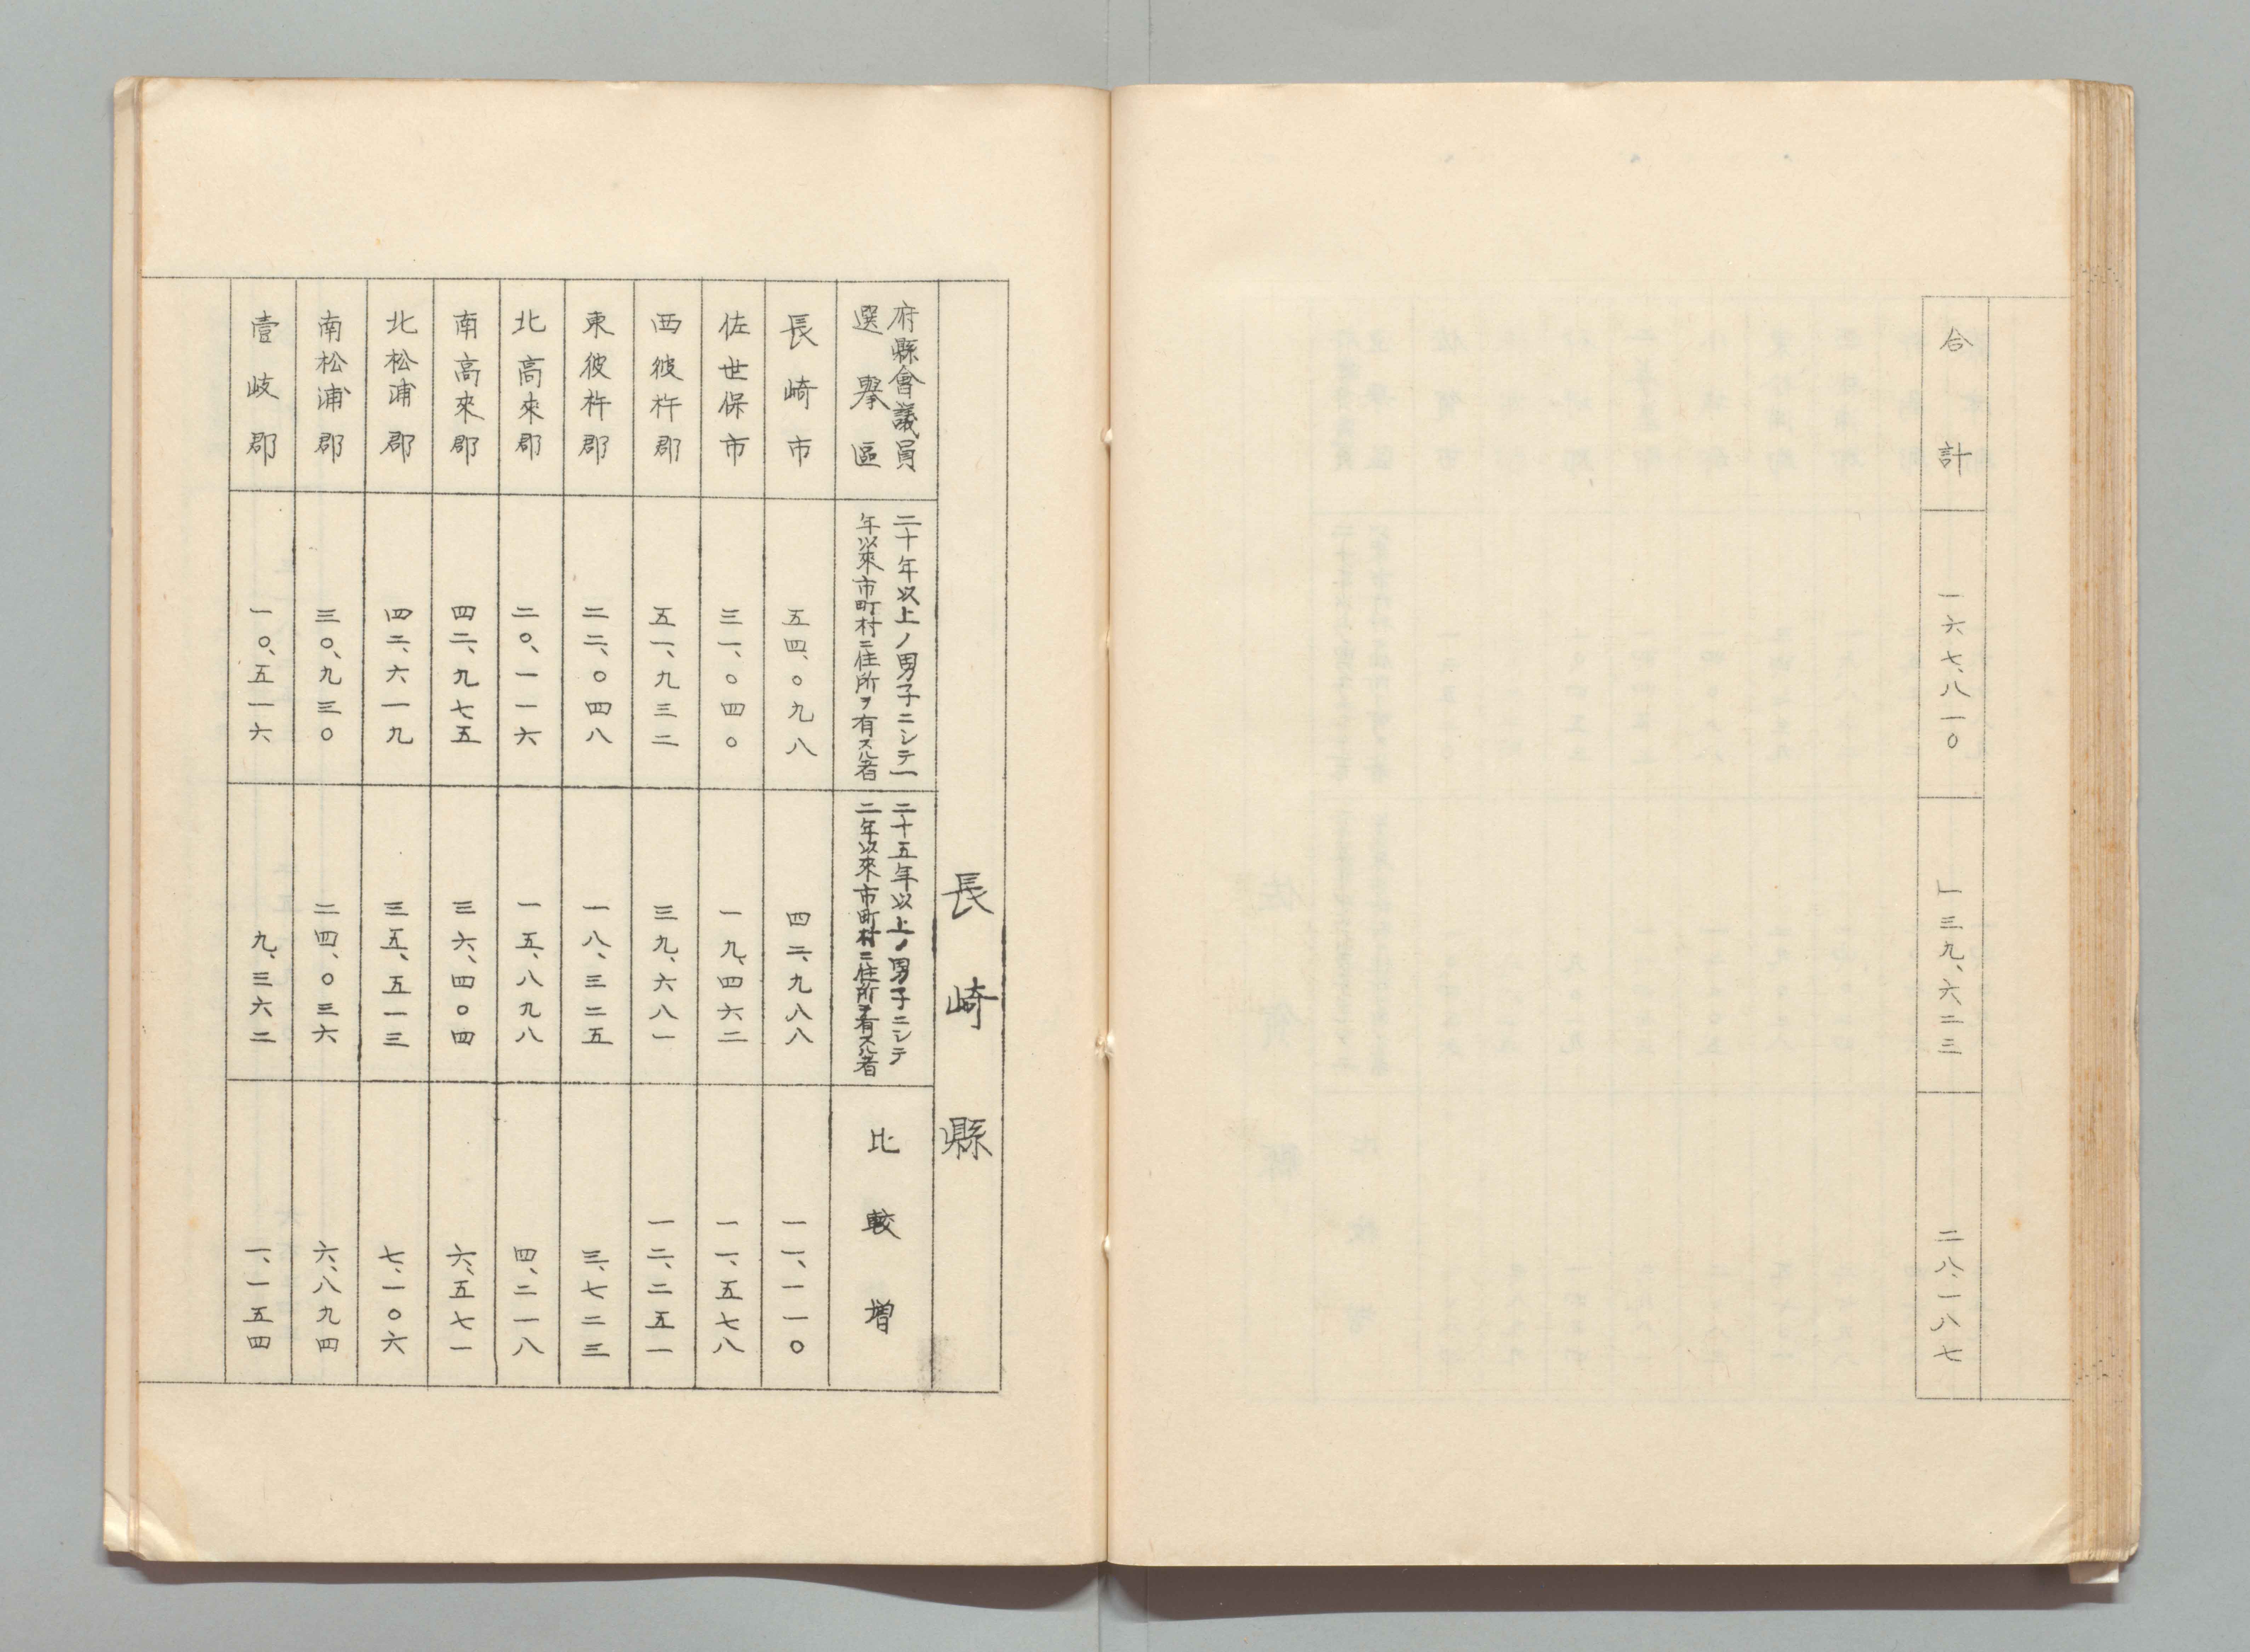 合計 一六七、八一〇 一三九、六二三 二八、一八七
長崎縣
府縣會議員
選擧區
二十年以上ノ男子ニシテ一
年以來市町村ニ住所ヲ有スル者
二十五年以上ノ男子ニシテ
二年以來市町村ニ住所ヲ有スル者
比較增
長崎市 五四、〇九八 四二、九八八 一一、一一〇
佐世保市 三一、〇四〇 一九、四六二 一一、五七八
西彼杵郡 五一、九三二 三九、六八一 一二、二五一
東彼杵郡 二二、〇四八 一八、三二五 三、七二三
北高來郡 二〇、一一六 一五、八九八 四、二一八
南高來郡 四二、九七五 三六、四〇四 六、五七一
北松浦郡 四二、六一九 三五、五一三 七、一〇六
南松浦郡 三〇、九三〇 二四、〇三六 六、八九四
壹岐郡 一〇、五一六 九、三六二 一、一五四